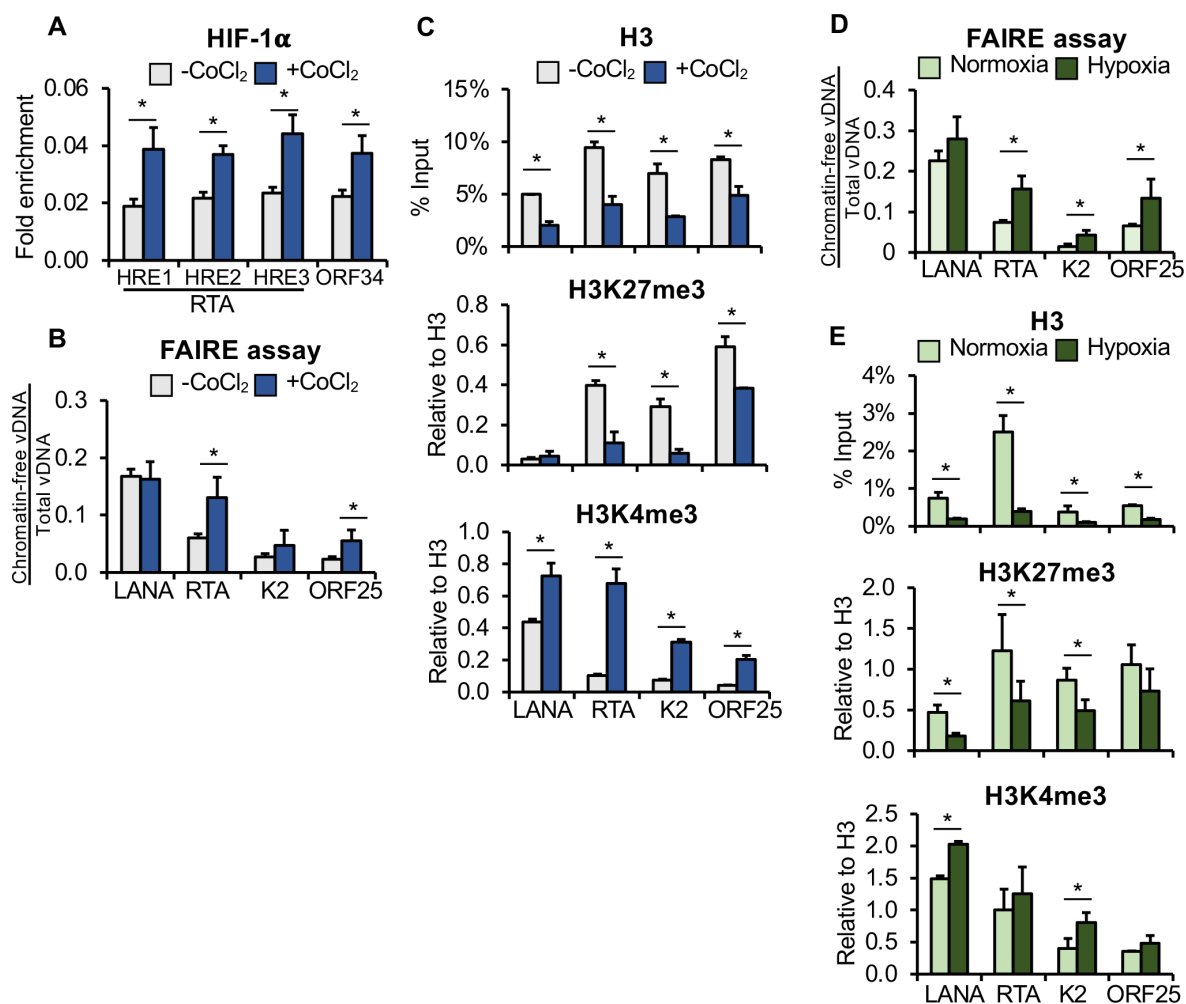 A
HIF-1α
-CoCl2 +CoCl2
Fold enrichment
0.06
0.04
0.02
0.00
* * * *
HRE1 HRE2 HRE3 ORF34
RTA
B
FAIRE assay
-CoCl2 +CoCl2
Chromatin-free vDNA
Total vDNA
0.3
0.2
0.1
0.0
* *
LANA RTA K2 ORF25
C
H3
-CoCl2 +CoCl2
% Input
15%
10%
5%
0%
* * * *
H3K27me3
Relative to H3
0.8
0.6
0.4
0.2
0.0
* * *
H3K4me3
Relative to H3
1.0
0.8
0.6
0.4
0.2
0.0
* * * *
LANA RTA K2 ORF25
D
FAIRE assay
Normoxia Hypoxia
Chromatin-free vDNA
Total vDNA
0.4
0.3
0.2
0.1
0
* * *
LANA RTA K2 ORF25
E
H3
Normoxia Hypoxia
% Input
4%
3%
2%
1%
0%
* * * *
H3K27me3
Relative to H3
2.0
1.5
1.0
0.5
0.0
* * *
H3K4me3
Relative to H3
2.5
2.0
1.5
1.0
0.5
0.0
* *
LANA RTA K2 ORF25